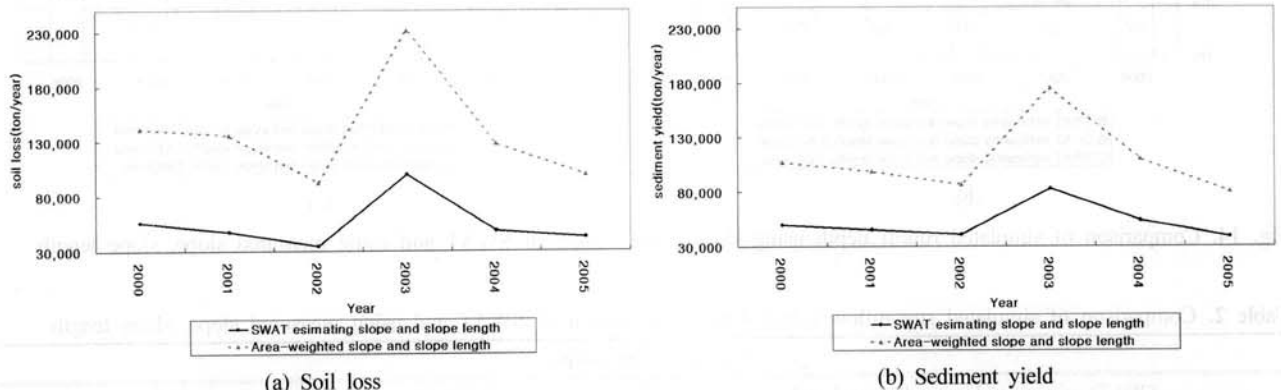 soil loss(ton/year)
230,000
180,000
130,000
80,000
30,000
2000
2001
2002
2003
2004
2005
Year
SWAT esimating slope and slope length
Area-weighted slope and slope length
(a) Soil loss
sediment yield(ton/year)
230,000
180,000
130,000
80,000
30,000
2000
2001
2002
2003
2004
2005
Year
SWAT esimating slope and slope length
Area-weighted slope and slope length
(b) Sediment yield